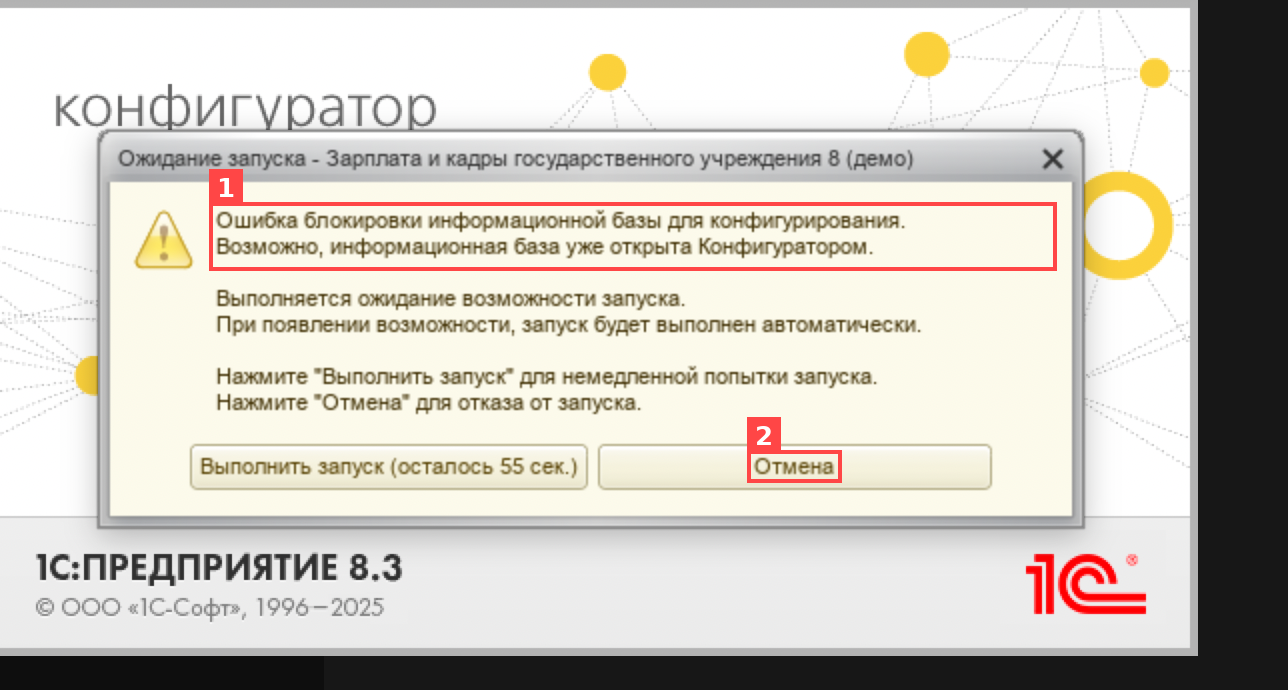 конфигуратор
Ожидание запуска - Зарплата и кадры государственного учреждения 8 (демо)
1
Ошибка блокировки информационной базы для конфигурирования.
Возможно, информационная база уже открыта Конфигуратором.
Выполняется ожидание возможности запуска.
При появлении возможности, запуск будет выполнен автоматически.
Нажмите "Выполнить запуск" для немедленной попытки запуска.
Нажмите "Отмена" для отказа от запуска.
2
Выполнить запуск (осталось 55 сек.)
Отмена
1С:ПРЕДПРИЯТИЕ 8.3
© ООО «1С-Софт», 1996–2025
1С®